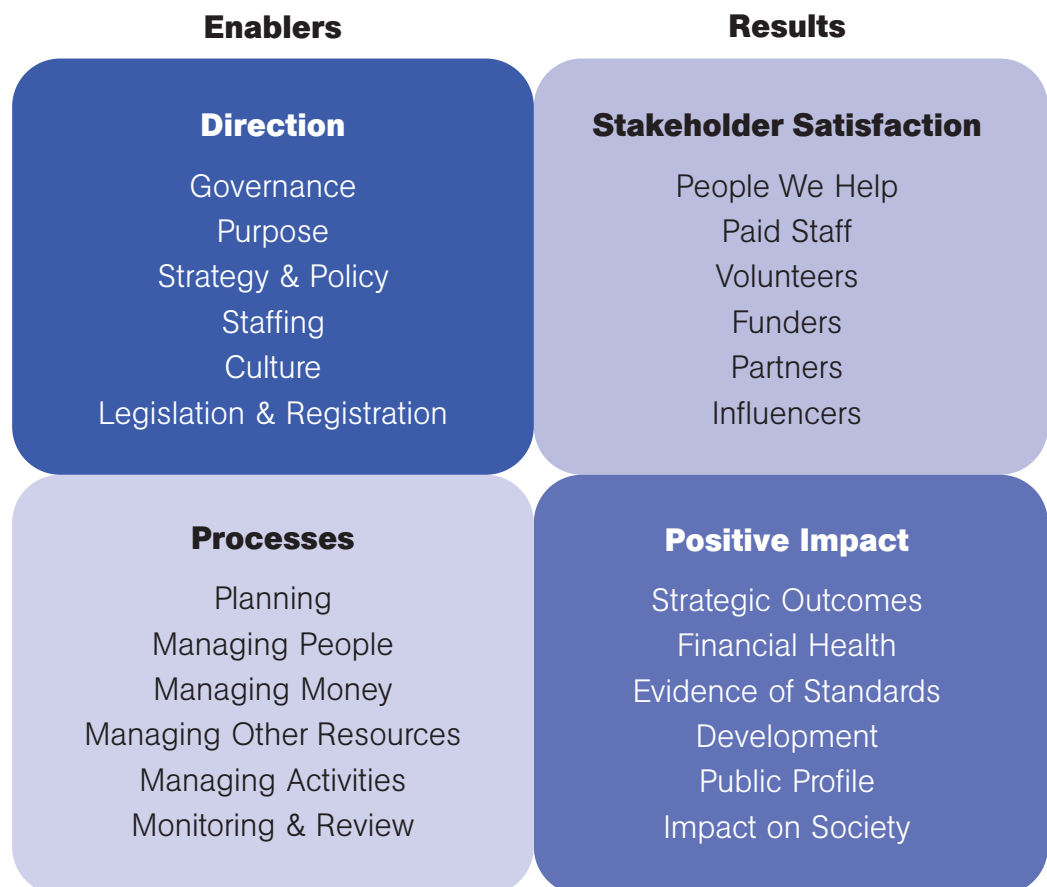 Enablers
Results
Direction
Governance
Purpose
Strategy & Policy
Staffing
Culture
Legislation & Registration
Stakeholder Satisfaction
People We Help
Paid Staff
Volunteers
Funders
Partners
Influencers
Processes
Planning
Managing People
Managing Money
Managing Other Resources
Managing Activities
Monitoring & Review
Positive Impact
Strategic Outcomes
Financial Health
Evidence of Standards
Development
Public Profile
Impact on Society